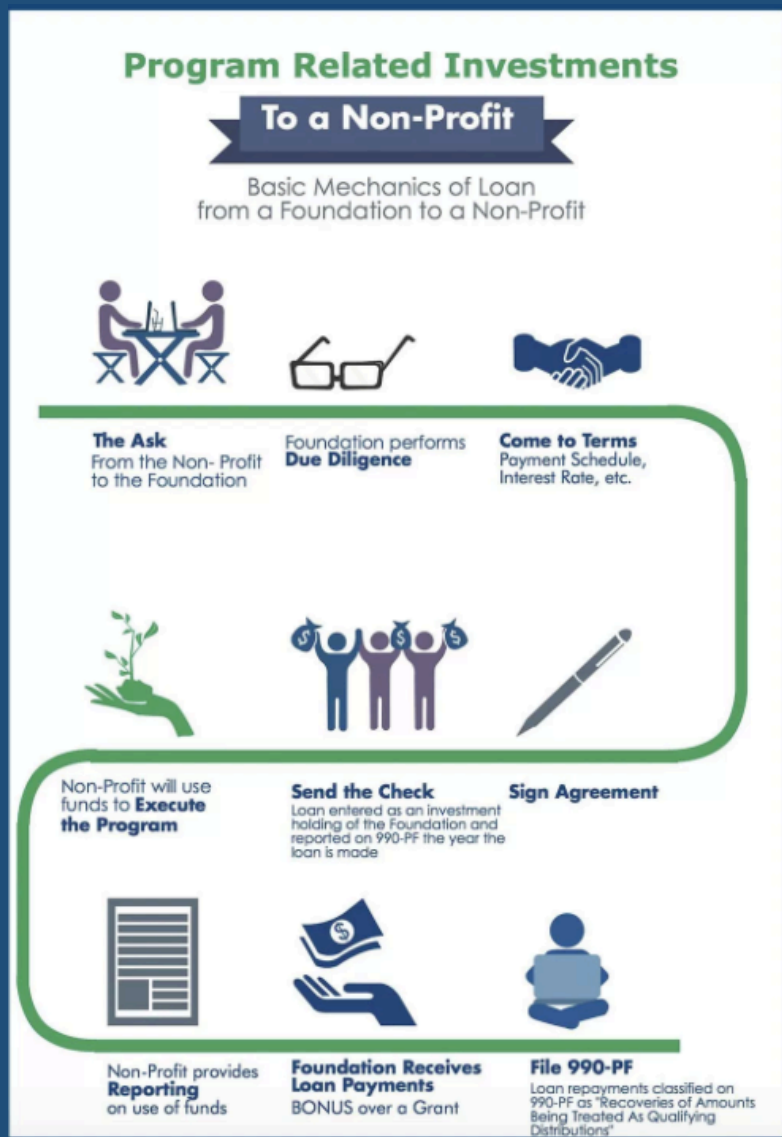 Program Related Investments
To a Non-Profit
Basic Mechanics of Loan
from a Foundation to a Non-Profit
The Ask
From the Non- Profit
to the Foundation
Foundation performs
Due Diligence
Come to Terms
Payment Schedule,
Interest Rate, etc.
Sign Agreement
Send the Check
Loan entered as an investment
holding of the Foundation and
reported on 990-PF the year the
loan is made
Non-Profit will use
funds to Execute
the Program
Non-Profit provides
Reporting
on use of funds
Foundation Receives
Loan Payments
BONUS over a Grant
File 990-PF
Loan repayments classified on
990-PF as "Recoveries of Amounts
Being Treated As Qualifying
Distributions"